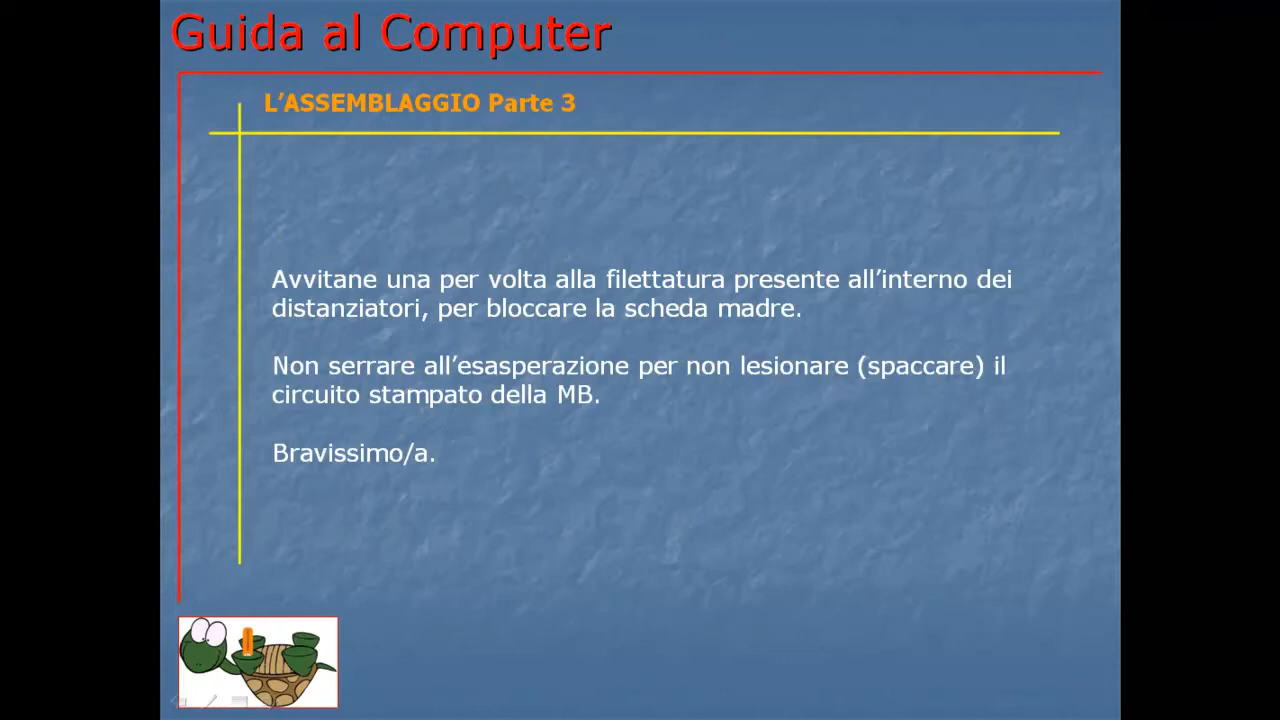 Guida al Computer
L’ASSEMBLAGGIO Parte 3
Avvitane una per volta alla filettatura presente all’interno dei
distanziatori, per bloccare la scheda madre.
Non serrare all’esasperazione per non lesionare (spaccare) il
circuito stampato della MB.
Bravissimo/a.